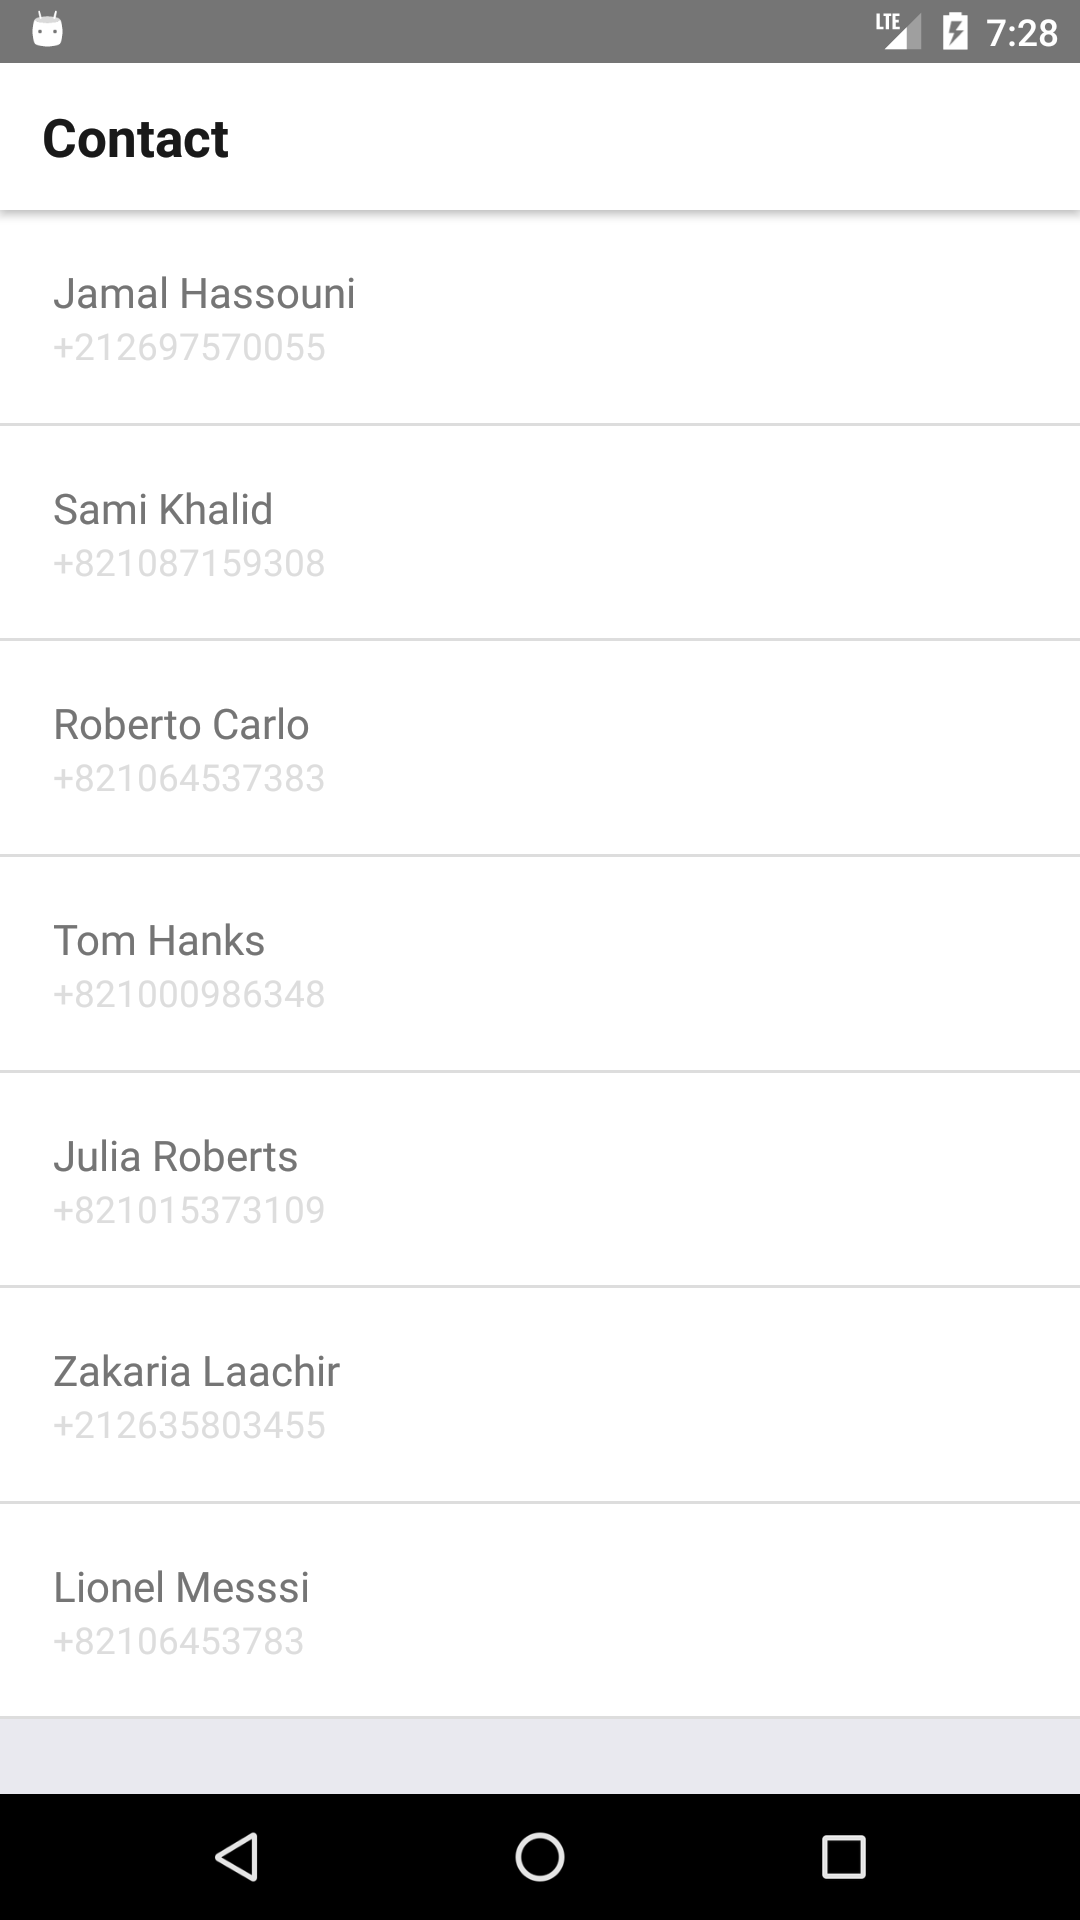 LTE 7:28
Contact
Jamal Hassouni
+212697570055
Sami Khalid
+821087159308
Roberto Carlo
+821064537383
Tom Hanks
+821000986348
Julia Roberts
+821015373109
Zakaria Laachir
+212635803455
Lionel Messsi
+82106453783